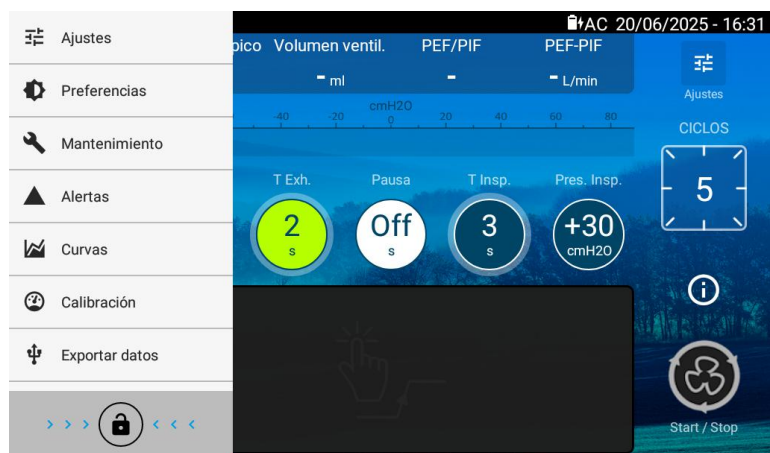 AC 20/06/2025 - 16:31
Ajustes
Preferencias
Mantenimiento
Alertas
Curvas
Calibración
Exportar datos
> > > < < <
pico Volumen ventil. PEF/PIF PEF-PIF
- ml - - L/min
cmH2O
-40 -20 0 20 40 60 80
T Exh. Pausa T Insp. Pres. Insp.
2 Off 3 +30
s s s cmH2O
Ajustes
CICLOS
5
Start / Stop